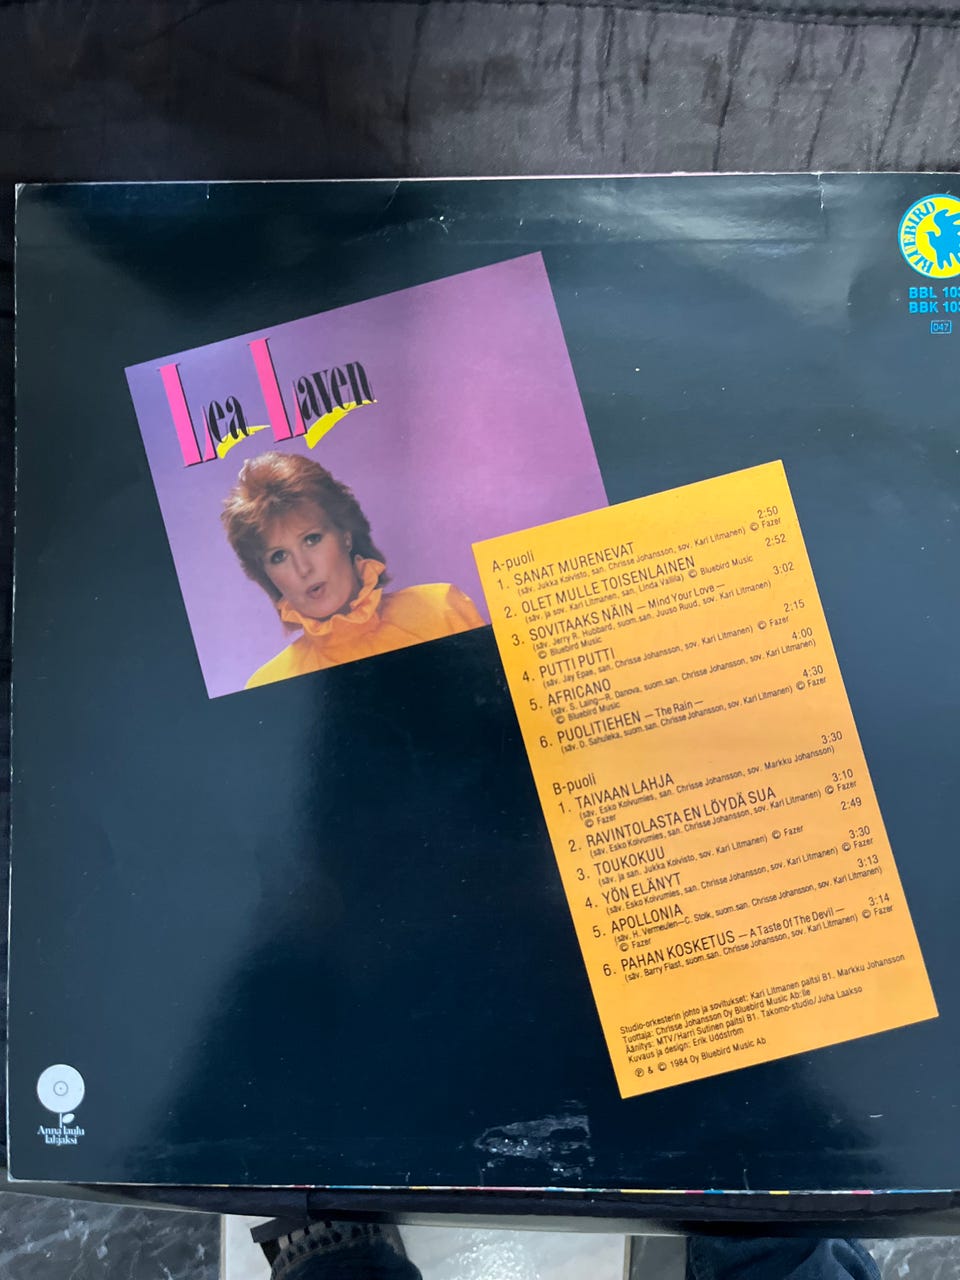 BLUEBIRD
BBL 103
BBK 103
047
Lea Laven
A-puoli
1. SANAT MURENEVAT 2:50
(säv. Jukka Koivisto, san. Chrisse Johansson, sov. Kari Litmanen) © Fazer
2. OLET MULLE TOISENLAINEN 2:52
(säv. ja sov. Kari Litmanen, san. Linda Vallila) © Bluebird Music
3. SOVITAAKS NÄIN — Mind Your Love — 3:02
(säv. Jerry R. Hubbard, suom.san. Juuso Ruud, sov. Kari Litmanen)
© Bluebird Music
4. PUTTI PUTTI 2:15
(säv. Jay Epae, san. Chrisse Johansson, sov. Kari Litmanen) © Fazer
5. AFRICANO 4:00
(säv. S. Laing—R. Danova, suom.san. Chrisse Johansson, sov. Kari Litmanen)
© Bluebird Music
6. PUOLITIEHEN — The Rain — 4:30
(säv. D. Sahuleka, suom.san. Chrisse Johansson, sov. Kari Litmanen) © Fazer
B-puoli
1. TAIVAAN LAHJA 3:30
(säv. Esko Koivumies, san. Chrisse Johansson, sov. Markku Johansson)
© Fazer
2. RAVINTOLASTA EN LÖYDÄ SUA 3:10
(säv. Esko Koivumies, san. Chrisse Johansson, sov. Kari Litmanen) © Fazer
3. TOUKOKUU 2:49
(säv. ja san. Jukka Koivisto, sov. Kari Litmanen) © Fazer
4. YÖN ELÄNYT 3:30
(säv. Esko Koivumies, san. Chrisse Johansson, sov. Kari Litmanen) © Fazer
5. APOLLONIA 3:13
(säv. H. Vermeulen—C. Stolk, suom.san. Chrisse Johansson, sov. Kari Litmanen)
© Fazer
6. PAHAN KOSKETUS — A Taste Of The Devil — 3:14
(säv. Barry Flast, suom.san. Chrisse Johansson, sov. Kari Litmanen) © Fazer
Studio-orkesterin johto ja sovitukset: Kari Litmanen paitsi B1. Markku Johansson
Tuottaja: Chrisse Johansson Oy Bluebird Music Ab:lle
Äänitys: MTV/Harri Sutinen paitsi B1. Takomo-studio/Juha Laakso
Kuvaus ja design: Erik Uddström
℗ & © 1984 Oy Bluebird Music Ab
Anna laulu
lahjaksi